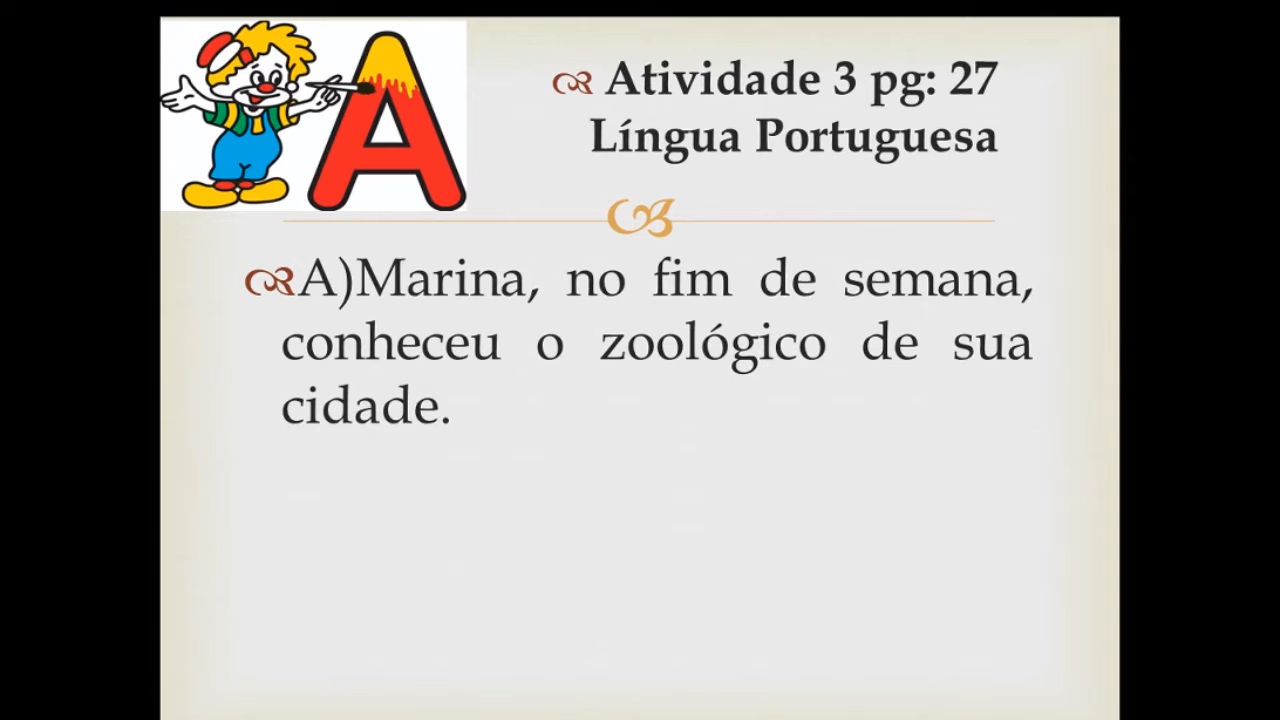 Atividade 3 pg: 27
Língua Portuguesa
A)Marina, no fim de semana,
conheceu o zoológico de sua
cidade.